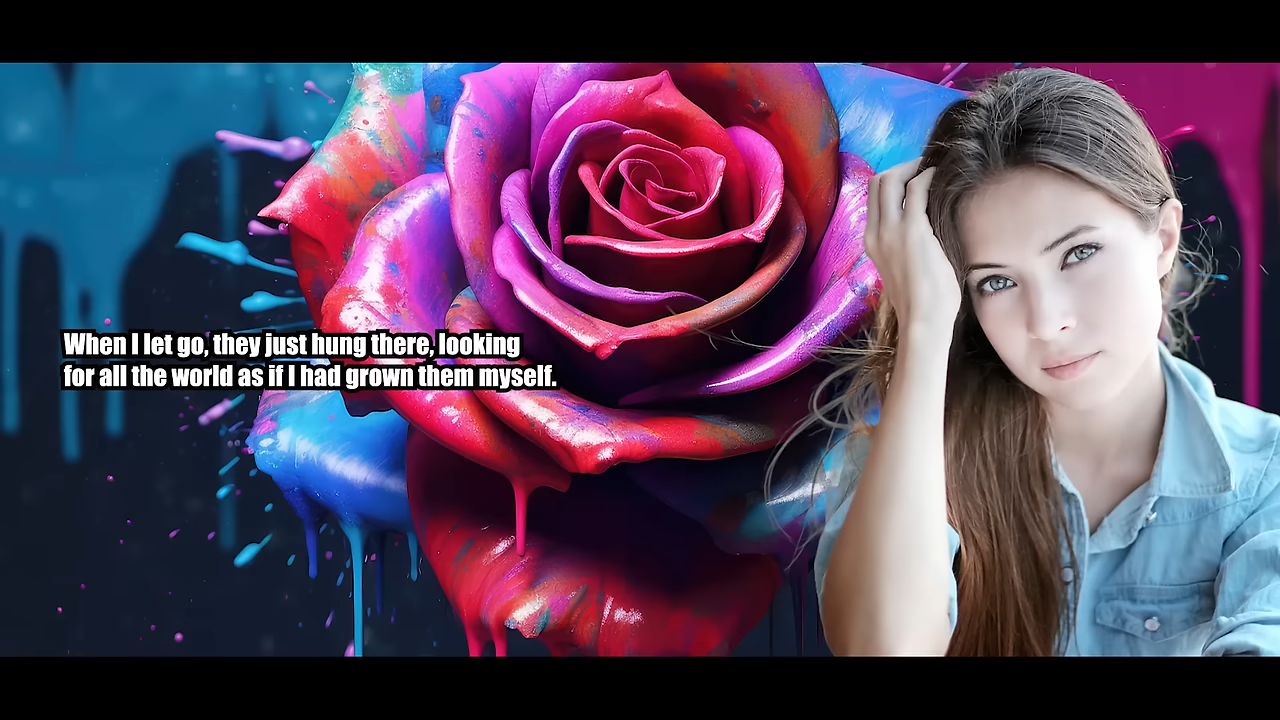 When I let go, they just hung there, looking
for all the world as if I had grown them myself.